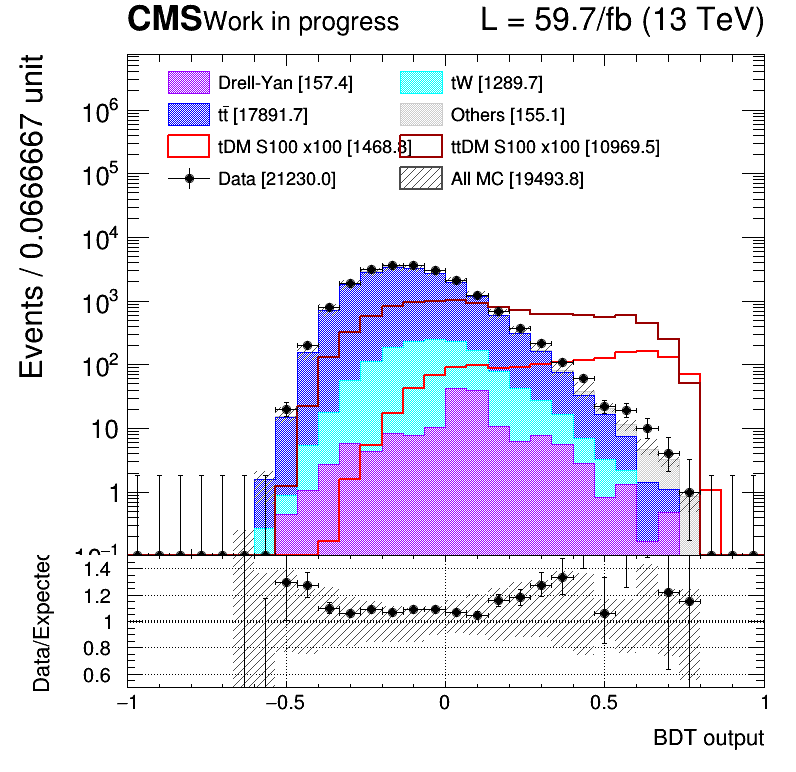 CMS Work in progress L = 59.7/fb (13 TeV)
Events / 0.0666667 unit
Drell-Yan [157.4] tW [1289.7]
tt̄ [17891.7] Others [155.1]
tDM S100 x100 [1468.8] ttDM S100 x100 [10969.5]
Data [21230.0] All MC [19493.8]
10⁶
10⁵
10⁴
10³
10²
10
1
10⁻¹
Data/Expected
1.4
1.2
1
0.8
0.6
−1 −0.5 0 0.5 1
BDT output